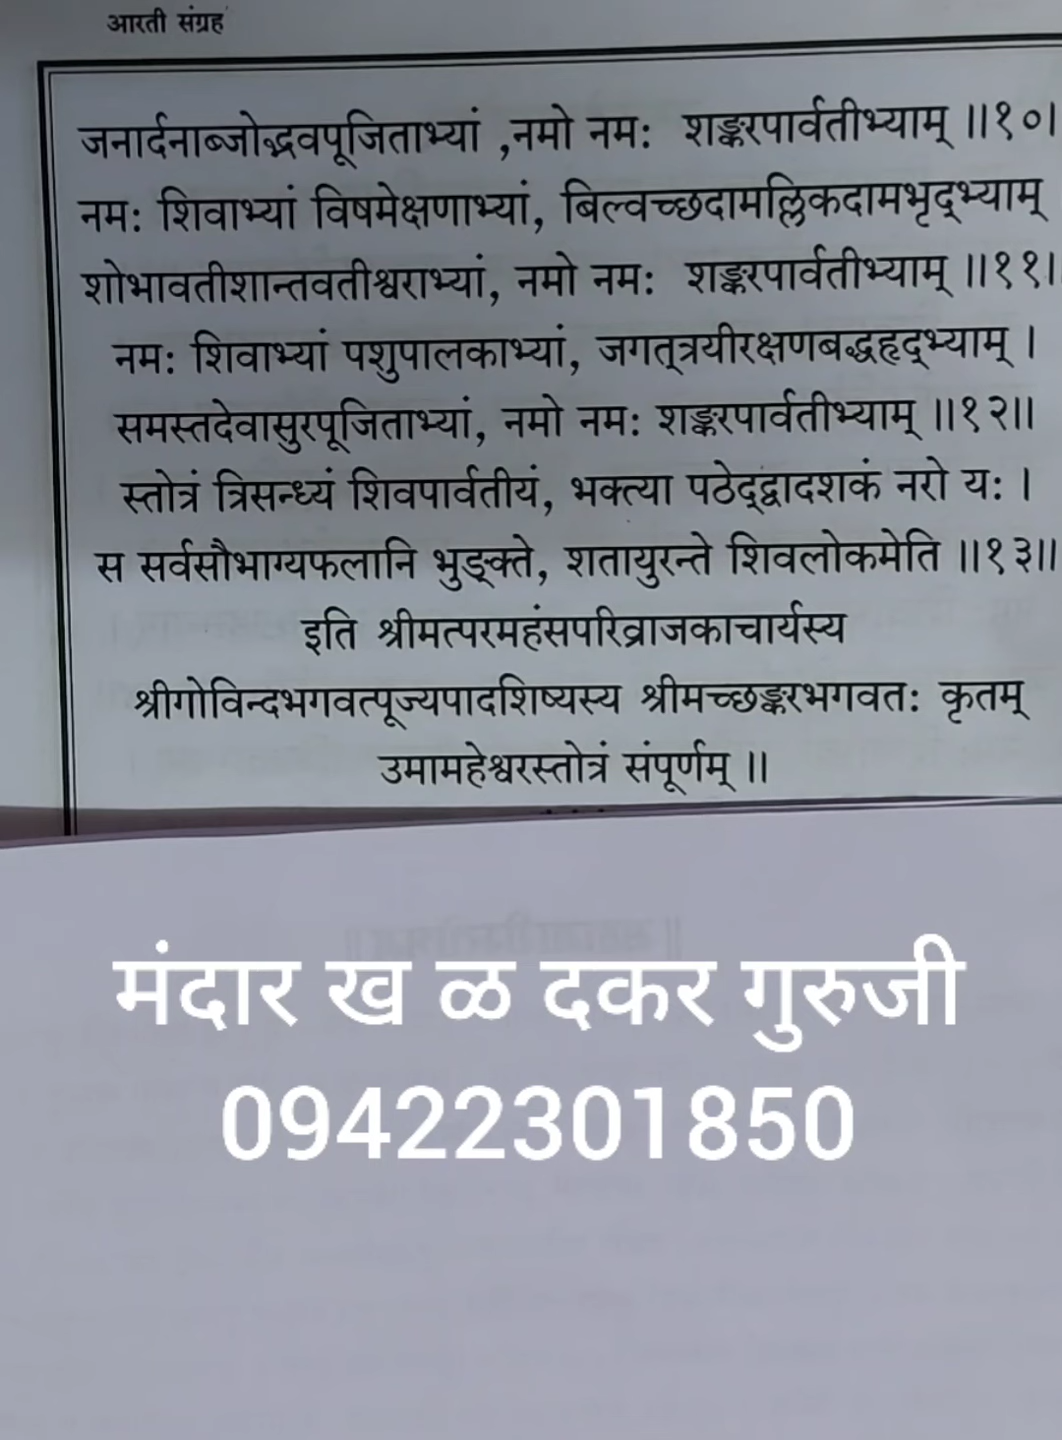 आरती संग्रह
जनार्दनाब्जोद्भवपूजिताभ्यां ,नमो नमः शङ्करपार्वतीभ्याम् ॥१०।
नमः शिवाभ्यां विषमेक्षणाभ्यां, बिल्वच्छदामल्लिकदामभृद्‌भ्याम्
शोभावतीशान्तवतीश्वराभ्यां, नमो नमः शङ्करपार्वतीभ्याम् ॥११।
नमः शिवाभ्यां पशुपालकाभ्यां, जगत्‌त्रयीरक्षणबद्धहृद्‌भ्याम् ।
समस्तदेवासुरपूजिताभ्यां, नमो नमः शङ्करपार्वतीभ्याम् ॥१२॥
स्तोत्रं त्रिसन्ध्यं शिवपार्वतीयं, भक्त्या पठेद्‌द्वादशकं नरो यः ।
स सर्वसौभाग्यफलानि भुङ्क्ते, शतायुरन्ते शिवलोकमेति ॥१३॥
इति श्रीमत्परमहंसपरिव्राजकाचार्यस्य
श्रीगोविन्दभगवत्पूज्यपादशिष्यस्य श्रीमच्छङ्करभगवतः कृतम्
उमामहेश्वरस्तोत्रं संपूर्णम् ॥
मंदार ख ळ दकर गुरुजी
09422301850